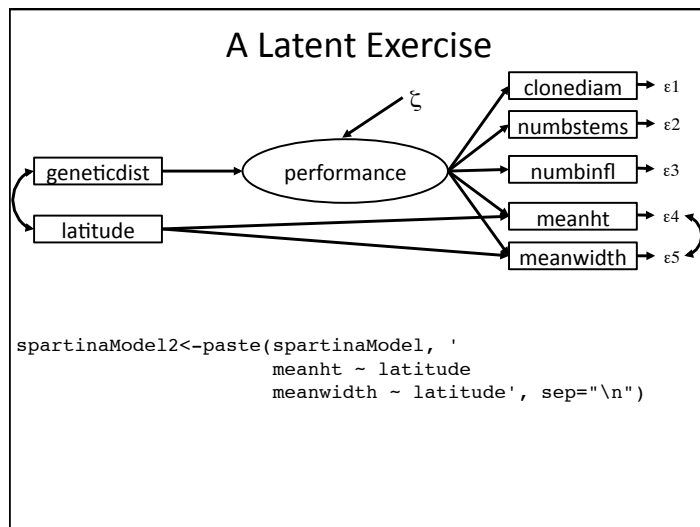 A Latent Exercise
clonediam ε1
ζ
numbstems ε2
geneticdist performance numbinfl ε3
latitude meanht ε4
meanwidth ε5
spartinaModel2<-paste(spartinaModel, '
meanht ~ latitude
meanwidth ~ latitude', sep="\n")